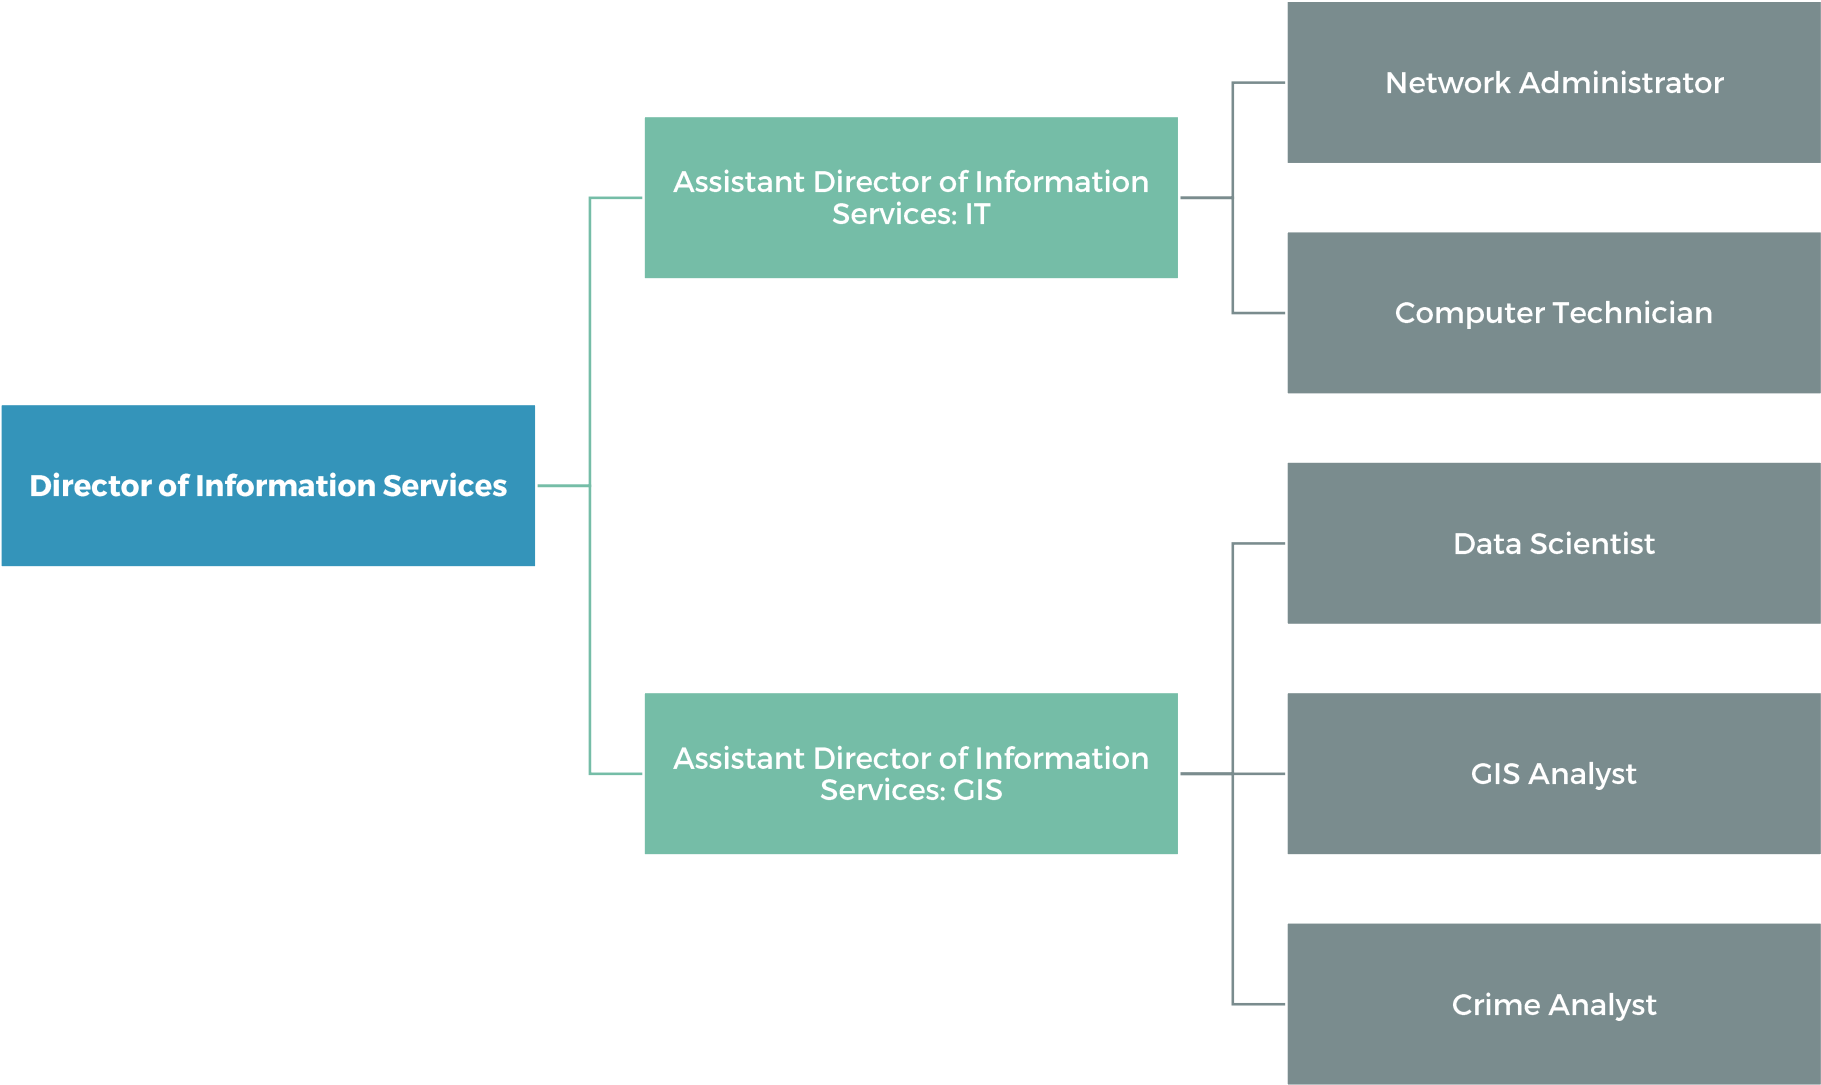 Director of Information Services
Assistant Director of Information
Services: IT
Network Administrator
Computer Technician
Assistant Director of Information
Services: GIS
Data Scientist
GIS Analyst
Crime Analyst